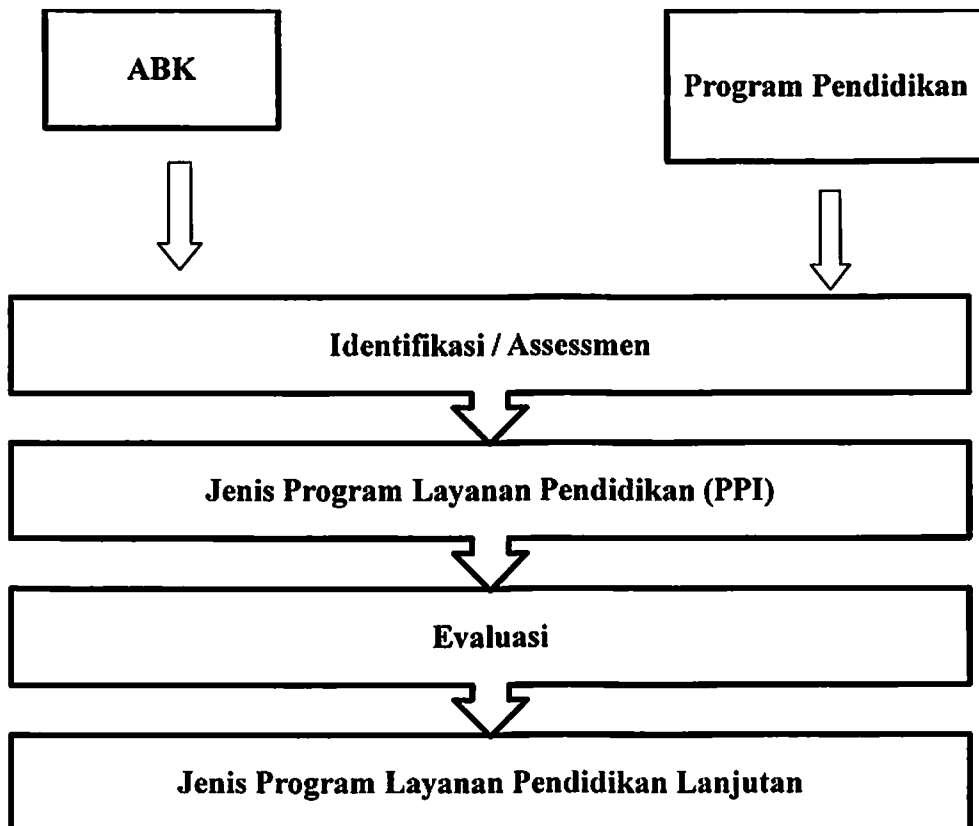 ABK
Program Pendidikan
Identifikasi / Assessmen
Jenis Program Layanan Pendidikan (PPI)
Evaluasi
Jenis Program Layanan Pendidikan Lanjutan